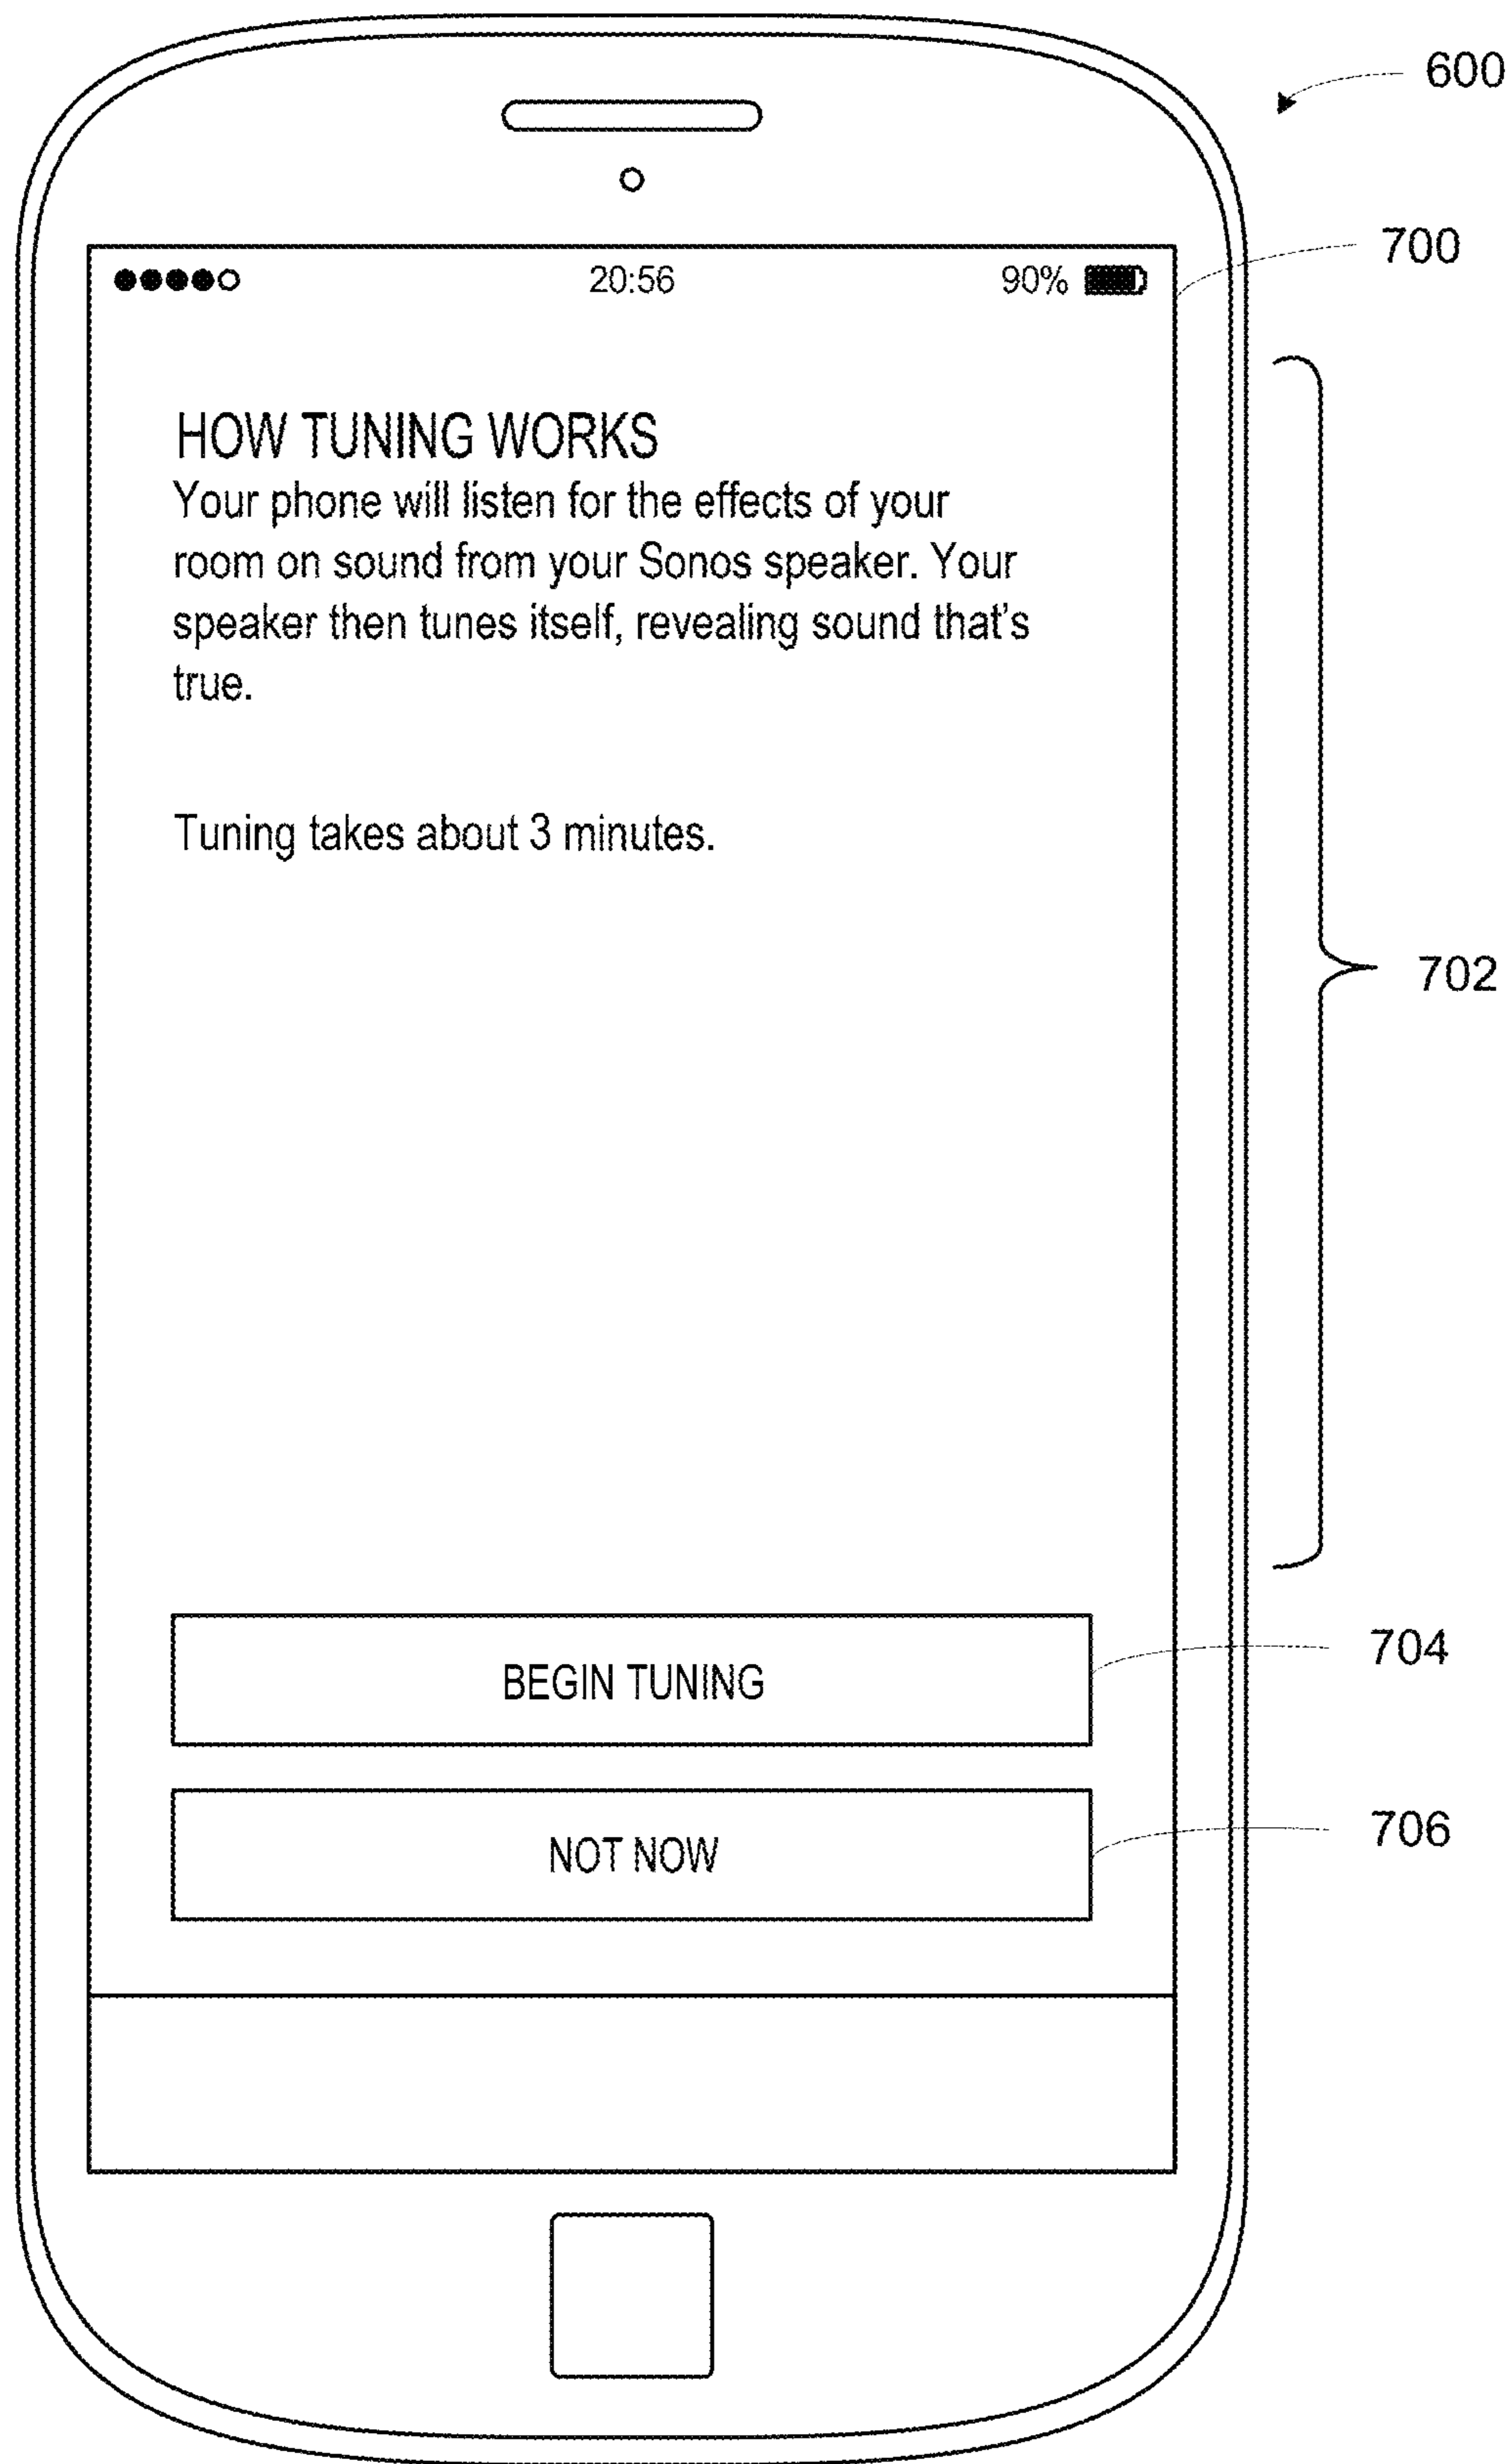 600
700
20:56
90%
HOW TUNING WORKS
Your phone will listen for the effects of your
room on sound from your Sonos speaker. Your
speaker then tunes itself, revealing sound that’s
true.
Tuning takes about 3 minutes.
702
BEGIN TUNING
704
NOT NOW
706